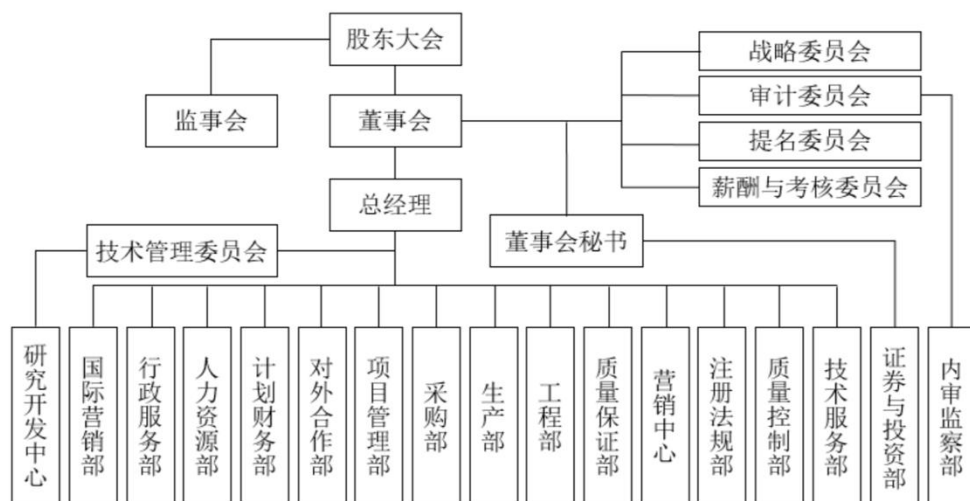 股东大会
战略委员会
监事会
董事会
审计委员会
提名委员会
总经理
薪酬与考核委员会
技术管理委员会
董事会秘书
研究开发中心
国际营销部
行政服务部
人力资源部
计划财务部
对外合作部
项目管理部
采购部
生产部
工程部
质量保证部
营销中心
注册法规部
质量控制部
技术服务部
证券与投资部
内审监察部